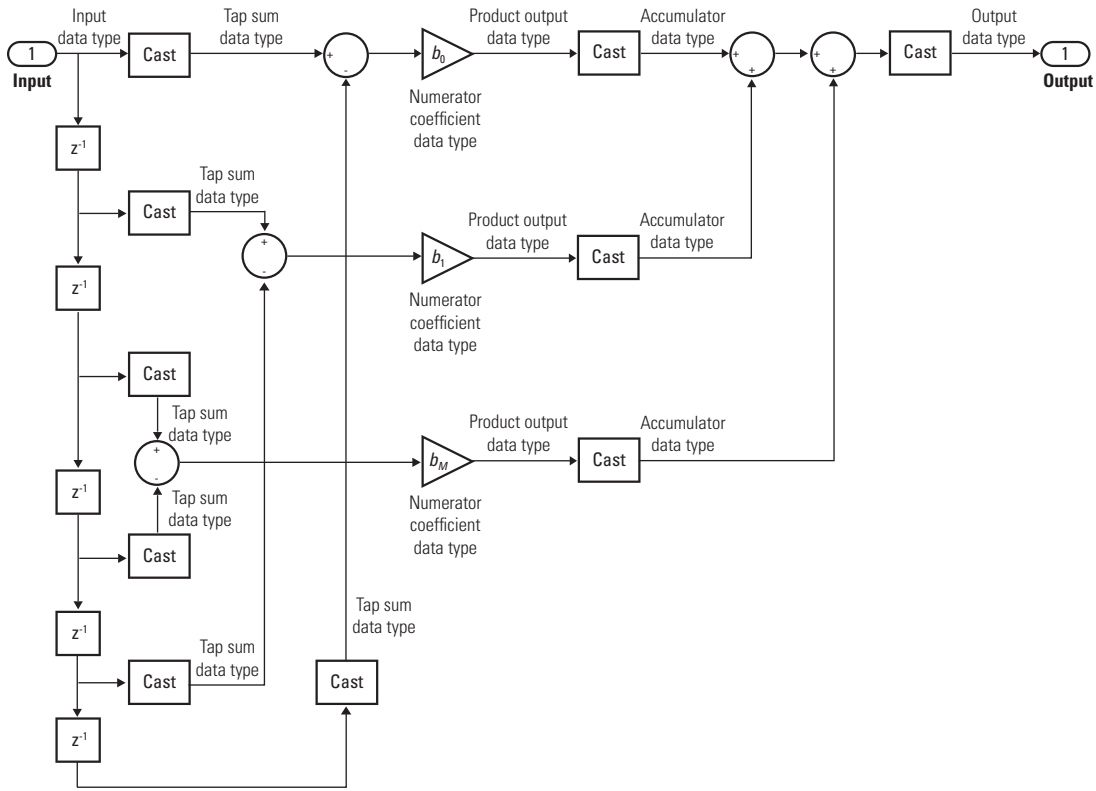 Input
data type
Tap sum
data type
Product output
data type
Accumulator
data type
Output
data type
1
Input
Cast
+
-
b₀
Cast
+
+
+
+
Cast
1
Output
Numerator
coefficient
data type
z⁻¹
Cast
Tap sum
data type
+
-
Product output
data type
Accumulator
data type
b₁
Cast
Numerator
coefficient
data type
z⁻¹
Cast
Tap sum
data type
+
-
Product output
data type
Accumulator
data type
b_M
Cast
Numerator
coefficient
data type
z⁻¹
Tap sum
data type
Cast
z⁻¹
Tap sum
data type
Cast
Tap sum
data type
Cast
z⁻¹